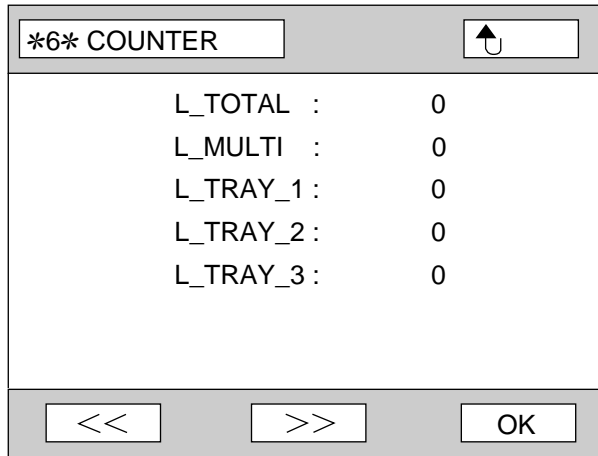 *6* COUNTER
L_TOTAL : 0
L_MULTI : 0
L_TRAY_1 : 0
L_TRAY_2 : 0
L_TRAY_3 : 0
<< >> OK